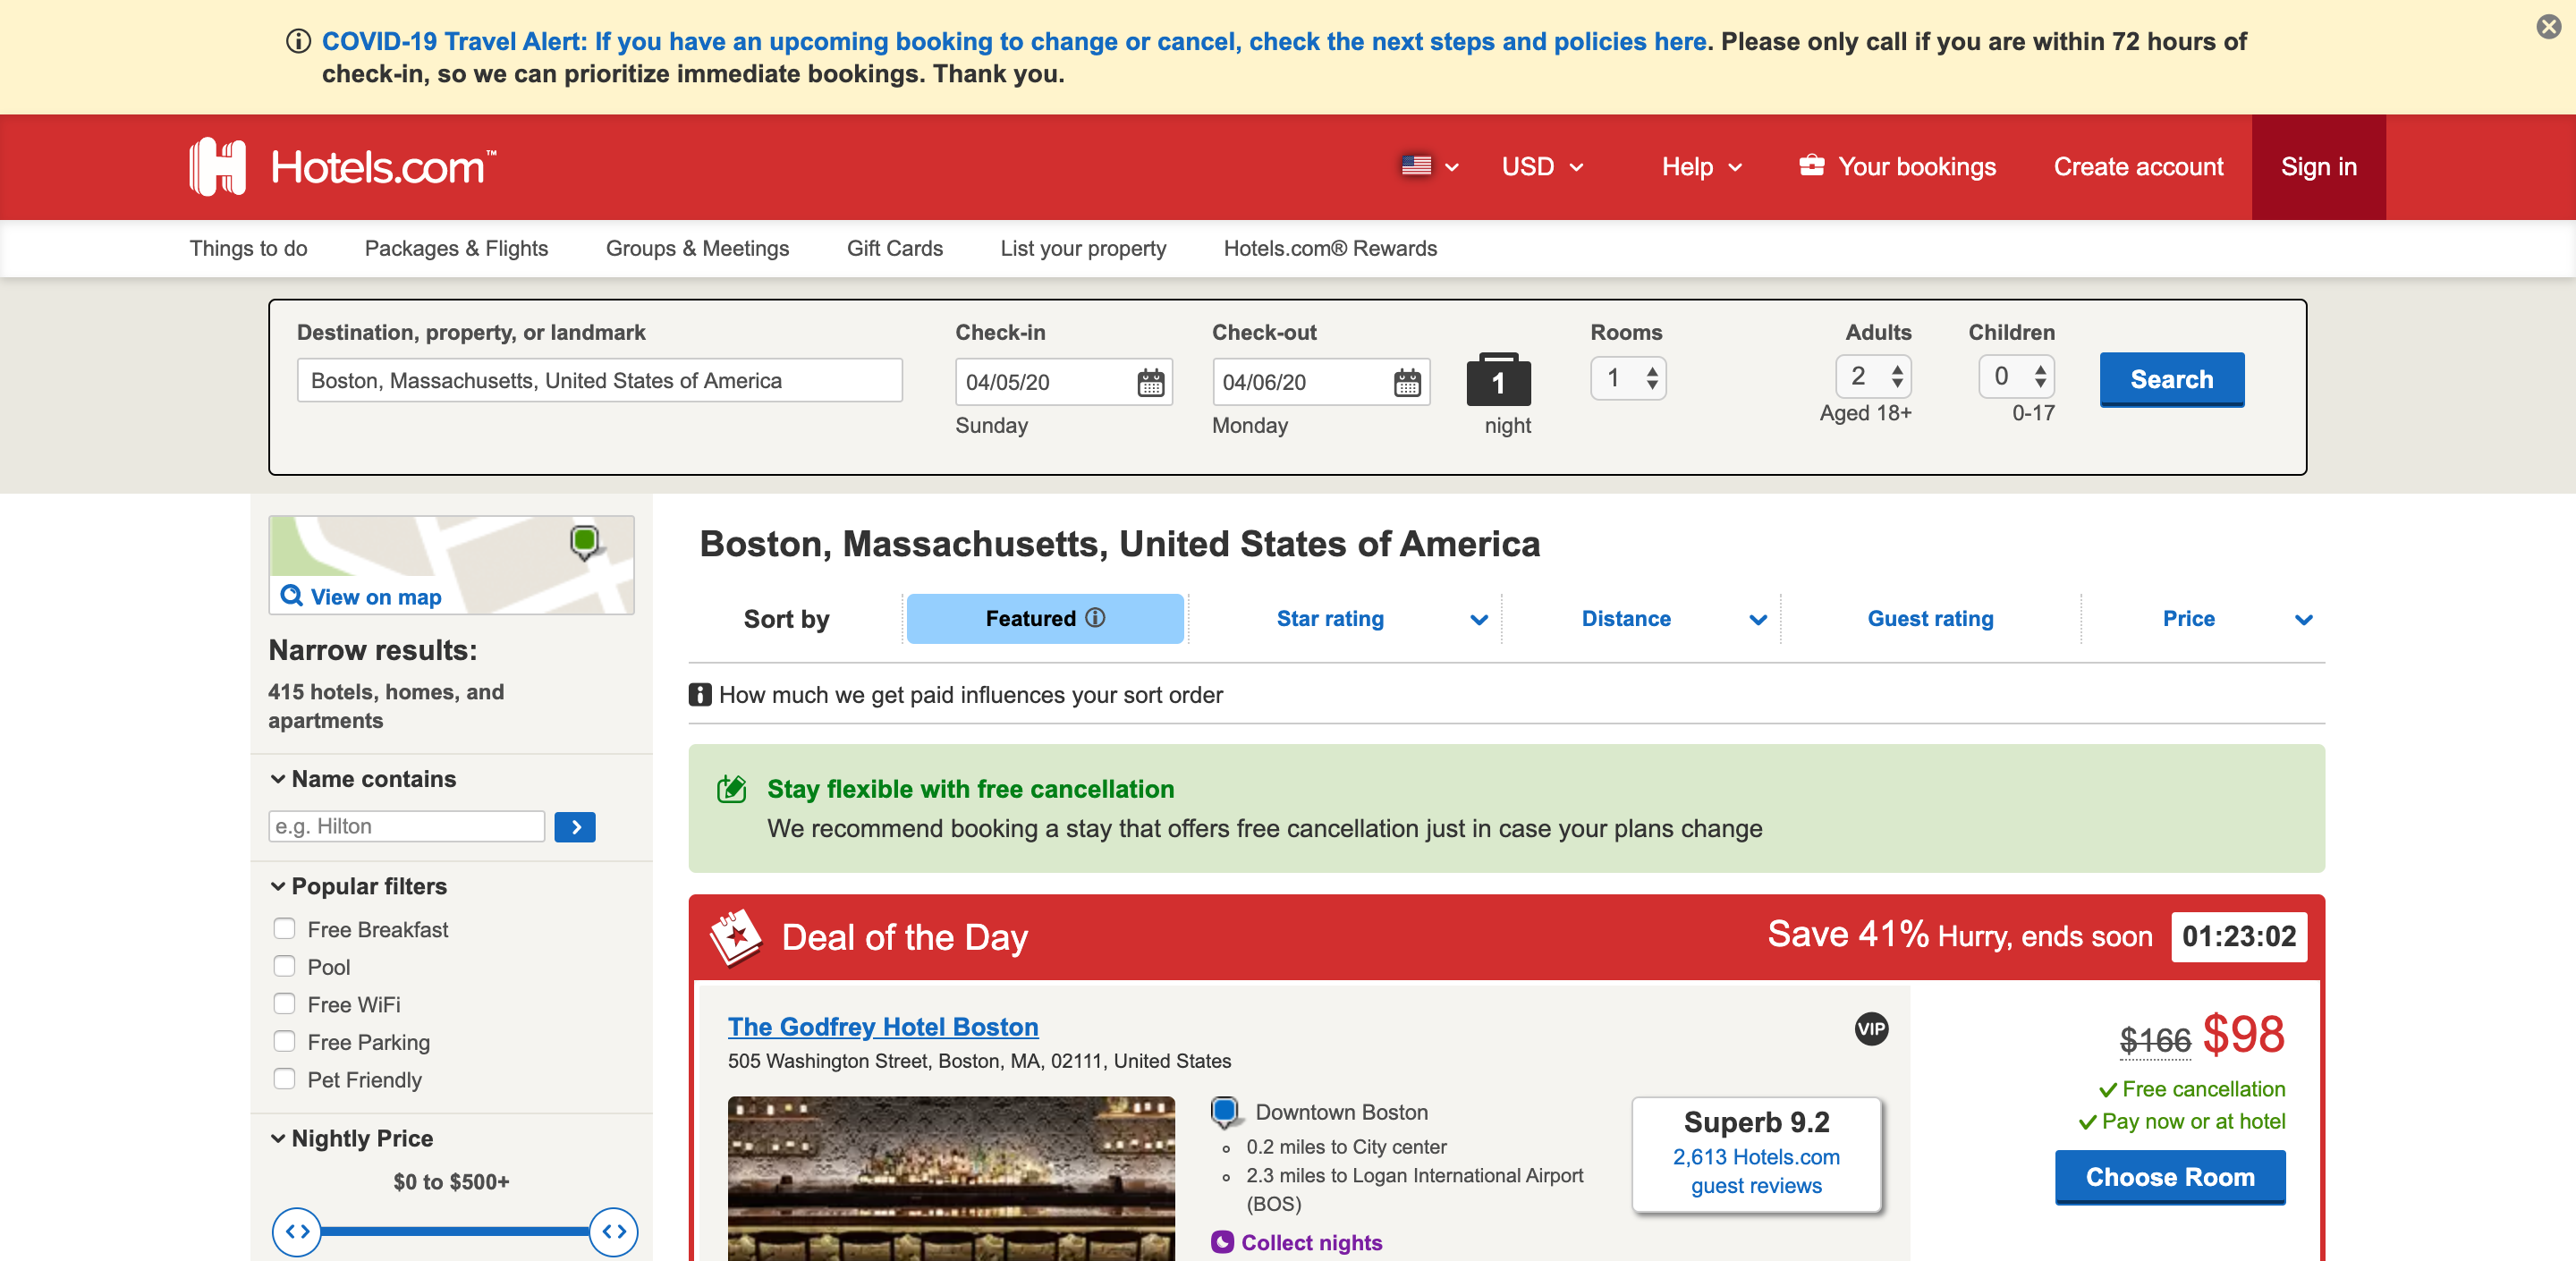 COVID-19 Travel Alert: If you have an upcoming booking to change or cancel, check the next steps and policies here. Please only call if you are within 72 hours of
check-in, so we can prioritize immediate bookings. Thank you.
Hotels.com™
USD
Help
Your bookings
Create account
Sign in
Things to do
Packages & Flights
Groups & Meetings
Gift Cards
List your property
Hotels.com® Rewards
Destination, property, or landmark
Boston, Massachusetts, United States of America
Check-in
04/05/20
Sunday
Check-out
04/06/20
Monday
1
night
Rooms
1
Adults
2
Aged 18+
Children
0
0-17
Search
View on map
Narrow results:
415 hotels, homes, and
apartments
Name contains
e.g. Hilton
Popular filters
Free Breakfast
Pool
Free WiFi
Free Parking
Pet Friendly
Nightly Price
$0 to $500+
Boston, Massachusetts, United States of America
Sort by
Featured
Star rating
Distance
Guest rating
Price
How much we get paid influences your sort order
Stay flexible with free cancellation
We recommend booking a stay that offers free cancellation just in case your plans change
Deal of the Day
Save 41% Hurry, ends soon 01:23:02
The Godfrey Hotel Boston
VIP
505 Washington Street, Boston, MA, 02111, United States
Downtown Boston
0.2 miles to City center
2.3 miles to Logan International Airport
(BOS)
Collect nights
Superb 9.2
2,613 Hotels.com
guest reviews
$166 $98
Free cancellation
Pay now or at hotel
Choose Room